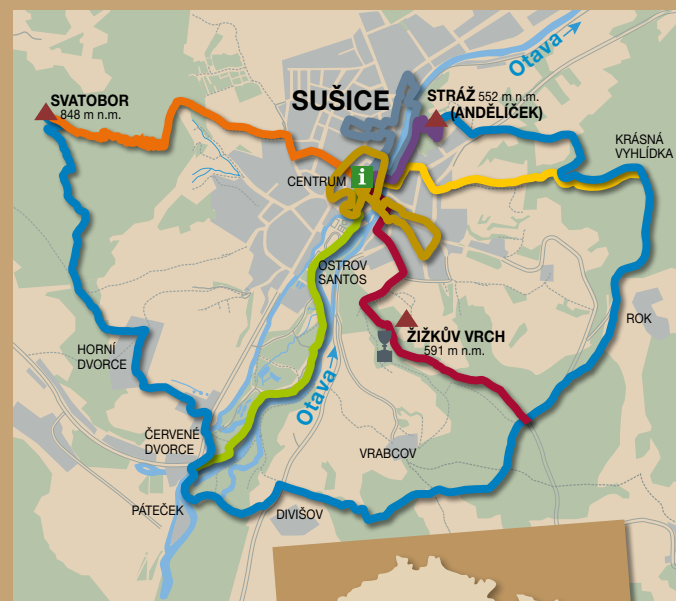 Otava
SVATOBOR
848 m n.m.
SUŠICE
STRÁŽ 552 m n.m.
(ANDĚLÍČEK)
KRÁSNÁ
VYHLÍDKA
CENTRUM
i
OSTROV
SANTOS
ŽIŽKŮV VRCH
591 m n.m.
ROK
HORNÍ
DVORCE
Otava
ČERVENÉ
DVORCE
VRABCOV
PÁTEČEK
DIVIŠOV